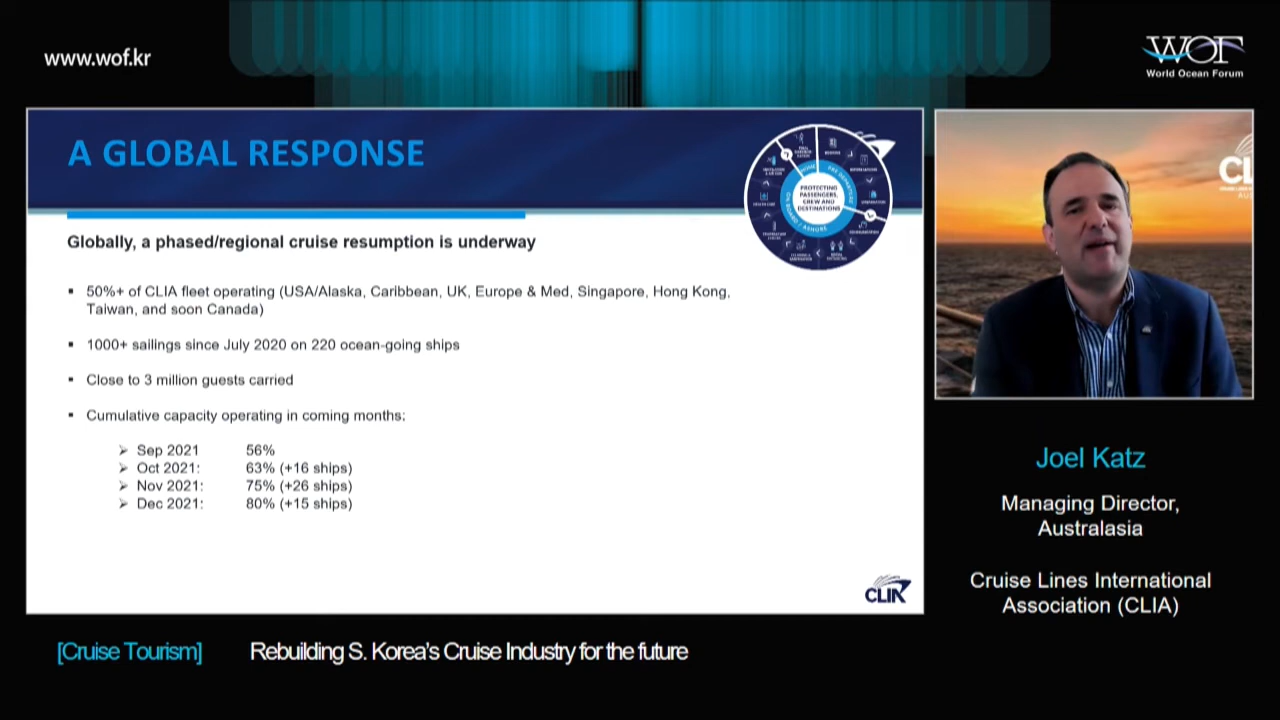 www.wof.kr
WOF
World Ocean Forum
A GLOBAL RESPONSE
PROTECTING
PASSENGERS,
CREW AND
DESTINATIONS
Globally, a phased/regional cruise resumption is underway
▪ 50%+ of CLIA fleet operating (USA/Alaska, Caribbean, UK, Europe & Med, Singapore, Hong Kong,
Taiwan, and soon Canada)
▪ 1000+ sailings since July 2020 on 220 ocean-going ships
▪ Close to 3 million guests carried
▪ Cumulative capacity operating in coming months:
➢ Sep 2021 56%
➢ Oct 2021: 63% (+16 ships)
➢ Nov 2021: 75% (+26 ships)
➢ Dec 2021: 80% (+15 ships)
CLIA
CL
Joel Katz
Managing Director,
Australasia
Cruise Lines International
Association (CLIA)
[Cruise Tourism] Rebuilding S. Korea's Cruise Industry for the future